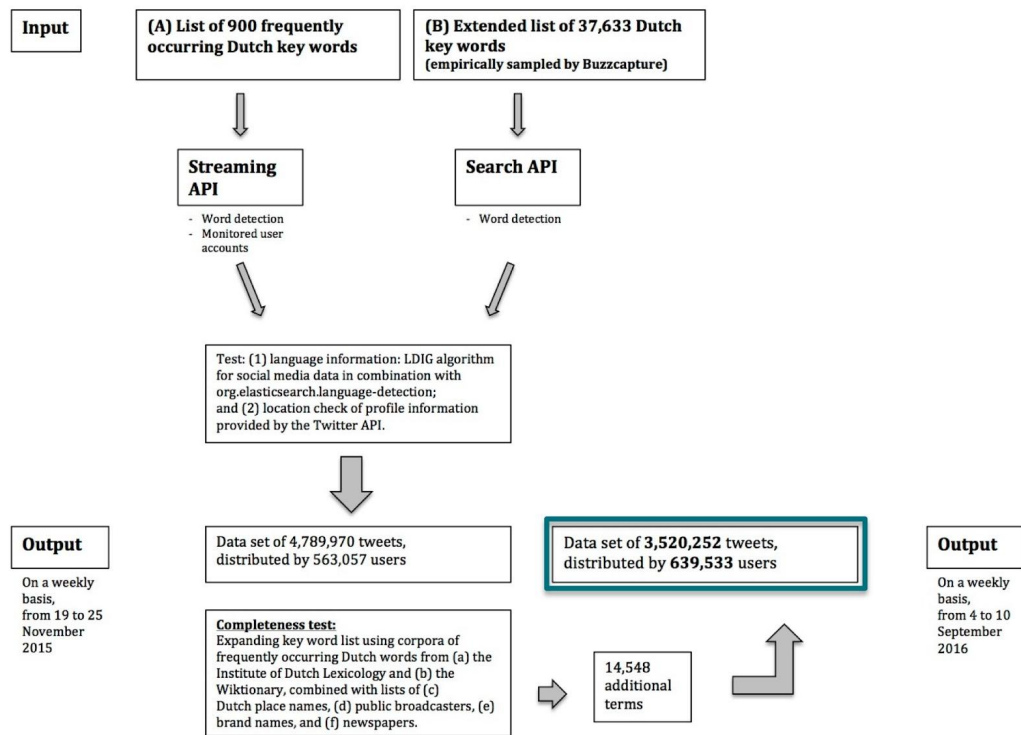 Input
(A) List of 900 frequently
occurring Dutch key words
(B) Extended list of 37,633 Dutch
key words
(empirically sampled by Buzzcapture)
Streaming
API
- Word detection
- Monitored user
accounts
Search API
- Word detection
Test: (1) language information: LDIG algorithm
for social media data in combination with
org.elasticsearch.language-detection;
and (2) location check of profile information
provided by the Twitter API.
Output
On a weekly
basis,
from 19 to 25
November
2015
Data set of 4,789,970 tweets,
distributed by 563,057 users
Data set of 3,520,252 tweets,
distributed by 639,533 users
Output
On a weekly
basis,
from 4 to 10
September
2016
Completeness test:
Expanding key word list using corpora of
frequently occurring Dutch words from (a) the
Institute of Dutch Lexicology and (b) the
Wiktionary, combined with lists of (c)
Dutch place names, (d) public broadcasters, (e)
brand names, and (f) newspapers.
14,548
additional
terms